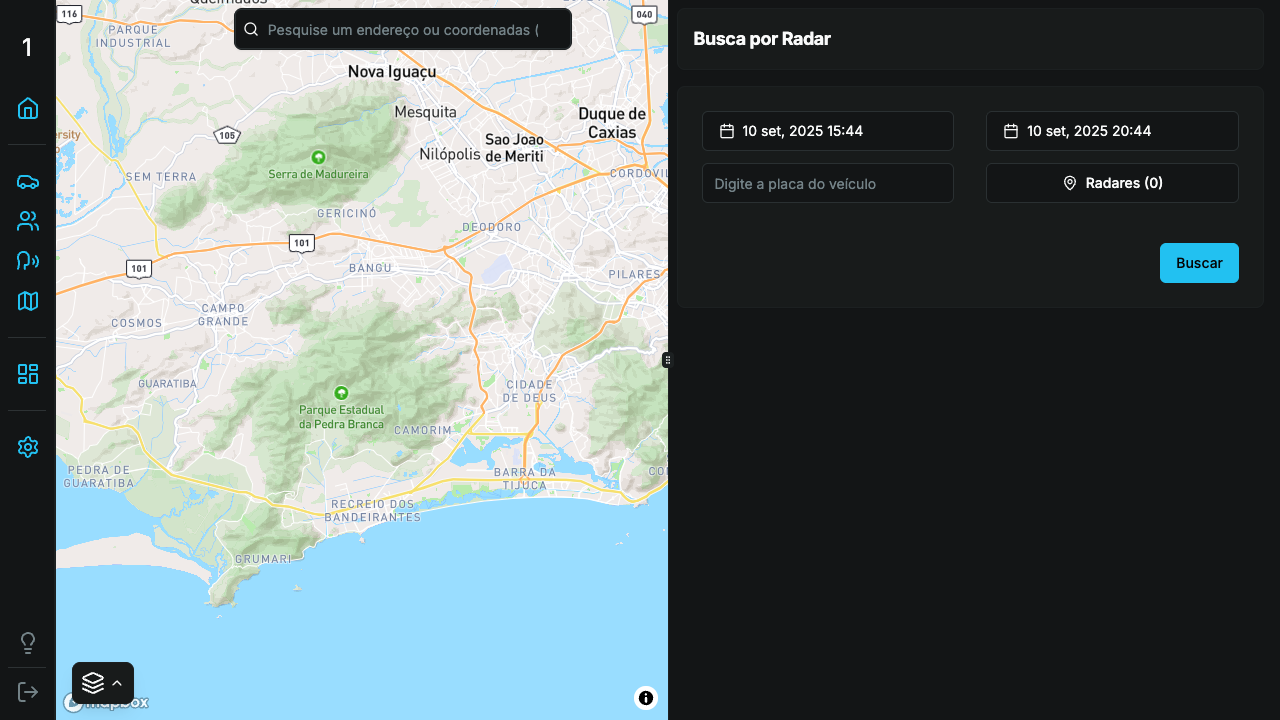 1
Queimados
116
040
PARQUE
INDUSTRIAL
Pesquise um endereço ou coordenadas (
Nova Iguaçu
Mesquita
Duque de
Caxias
105
Sao Joao
de Meriti
Nilópolis
Serra de Madureira
SEM TERRA
CORDOVIL
GERICINÓ
DEODORO
101
101
BANGU
PILARES
CAMPO
GRANDE
COSMOS
GUARATIBA
CIDADE
DE DEUS
Parque Estadual
da Pedra Branca
CAMORIM
PEDRA DE
GUARATIBA
BARRA DA
TIJUCA
RECREIO DOS
BANDEIRANTES
GRUMARI
mapbox
Busca por Radar
10 set, 2025 15:44
10 set, 2025 20:44
Digite a placa do veículo
Radares (0)
Buscar